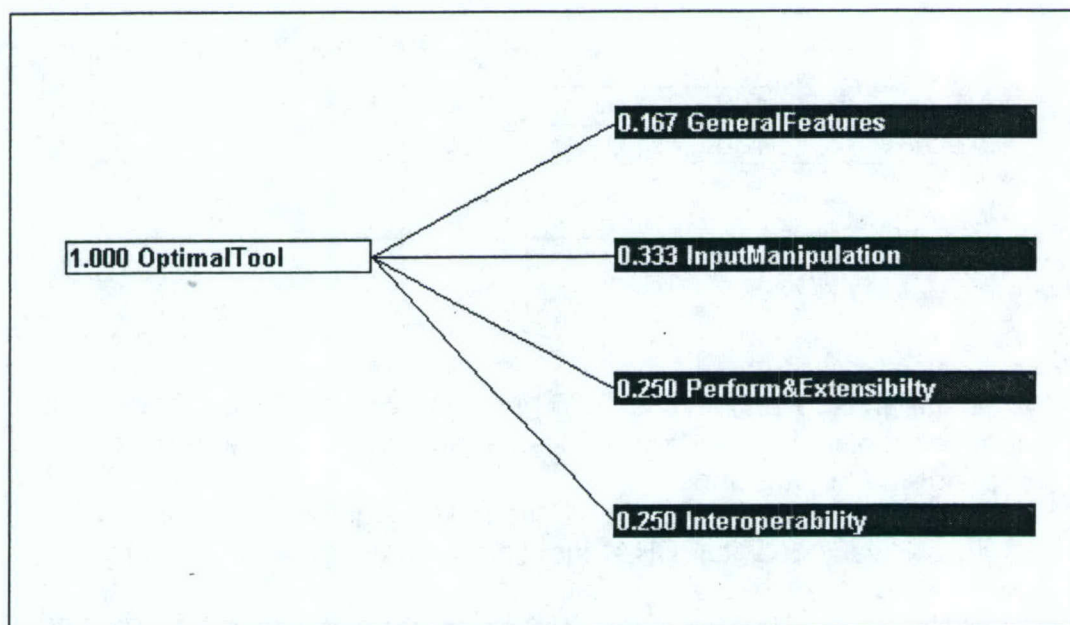 0.167 GeneralFeatures
1.000 OptimalTool
0.333 InputManipulation
0.250 Perform&Extensibilty
0.250 Interoperability